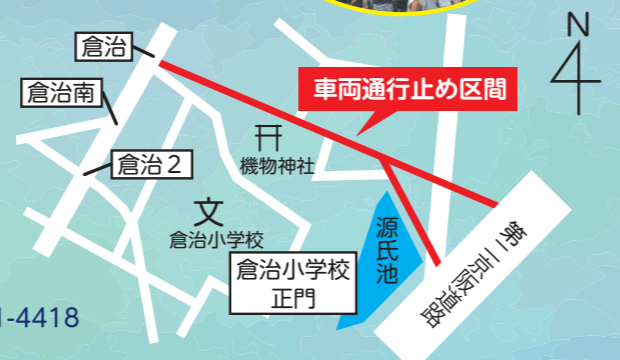 N
倉治
倉治南
倉治2
車両通行止め区間
機物神社
文
倉治小学校
倉治小学校
正門
源氏池
第二京阪道路
-4418